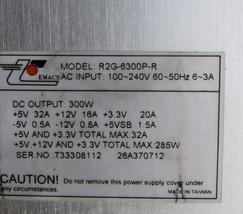 MODEL: R2G-6300P-R
EMACS AC INPUT: 100~240V 60~50Hz 6~3A
DC OUTPUT: 300W
+5V 32A +12V 16A +3.3V 20A
-5V 0.5A -12V 0.8A +5VSB 1.5A
+5V AND +3.3V TOTAL MAX 32A
+5V,+12V AND +3.3V TOTAL MAX 285W
SER NO.:T33308112 26A370712
CAUTION! Do not remove this power supply cover under
any circumstances.
MADE IN TAIWAN